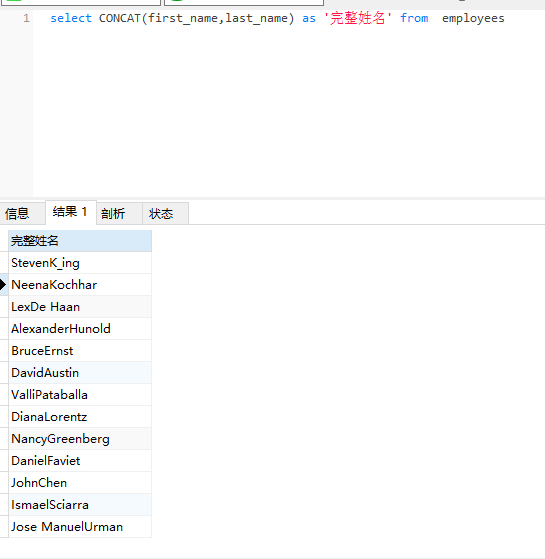 1 select CONCAT(first_name,last_name) as '完整姓名' from  employees
信息 结果 1 剖析 状态
完整姓名
StevenK_ing
NeenaKochhar
LexDe Haan
AlexanderHunold
BruceErnst
DavidAustin
ValliPataballa
DianaLorentz
NancyGreenberg
DanielFaviet
JohnChen
IsmaelSciarra
Jose ManuelUrman